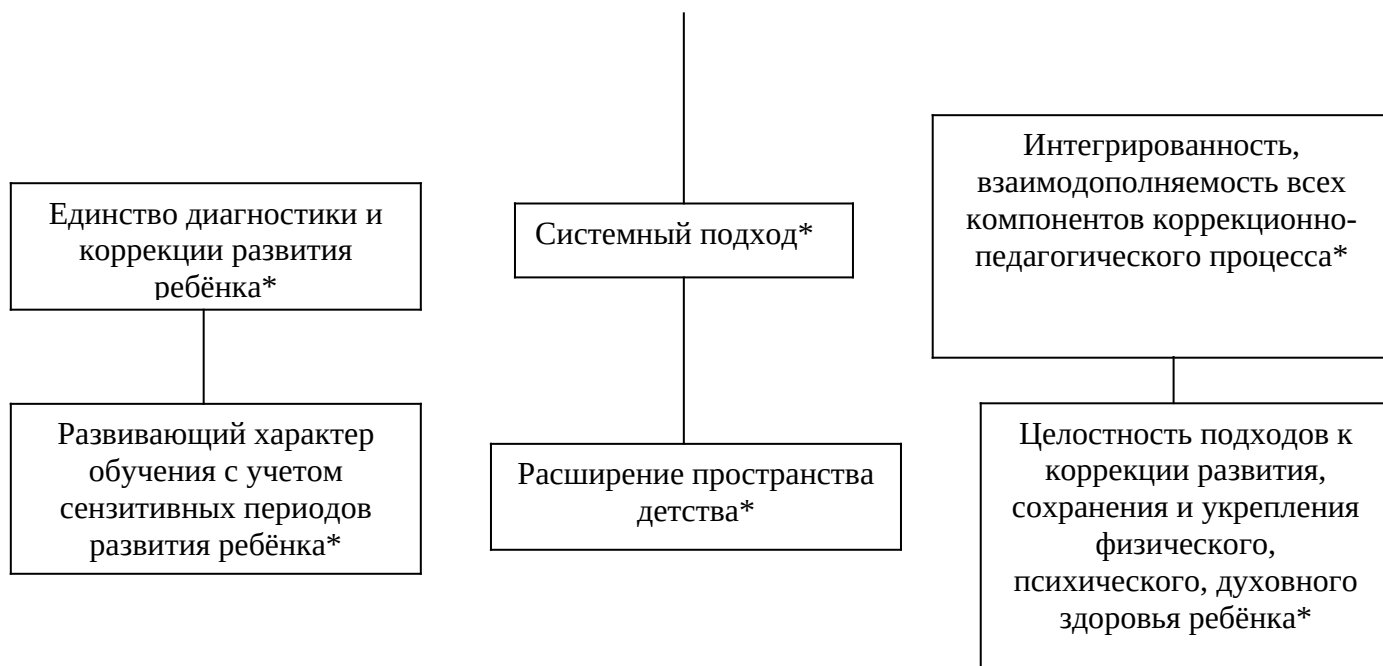 Единство диагностики и
коррекции развития
ребёнка*
Системный подход*
Интегрированность,
взаимодополняемость всех
компонентов коррекционно-
педагогического процесса*
Развивающий характер
обучения с учетом
сензитивных периодов
развития ребёнка*
Расширение пространства
детства*
Целостность подходов к
коррекции развития,
сохранения и укрепления
физического,
психического, духовного
здоровья ребёнка*